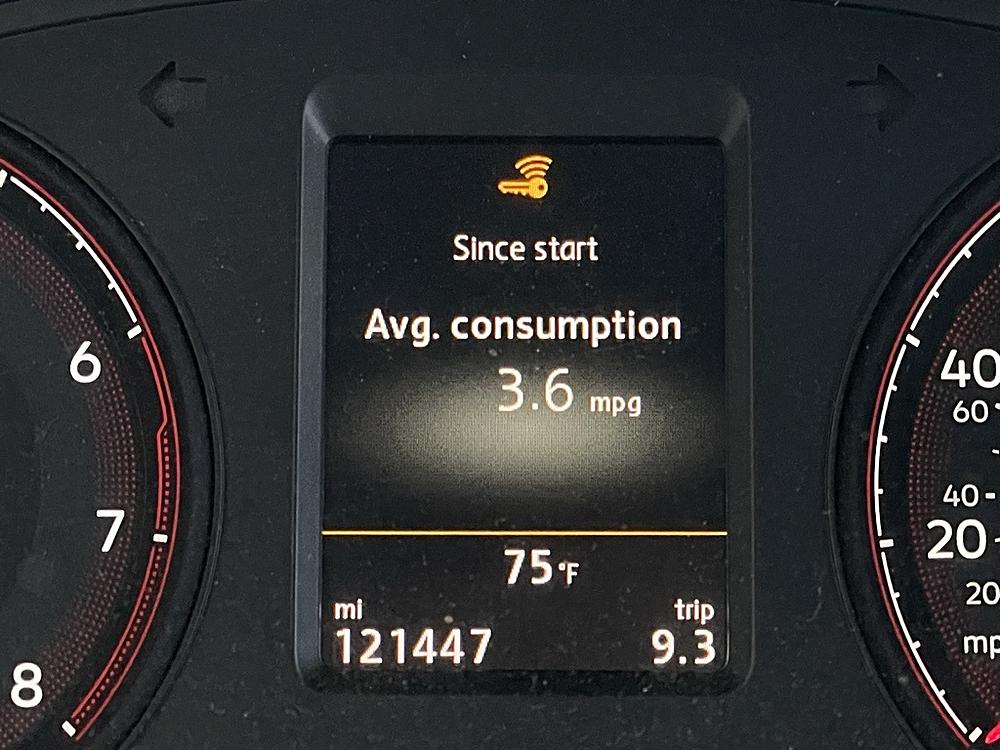 Since start
Avg. consumption
3.6 mpg
75°F
mi trip
121447 9.3
6
7
8
40
60
40
20
20